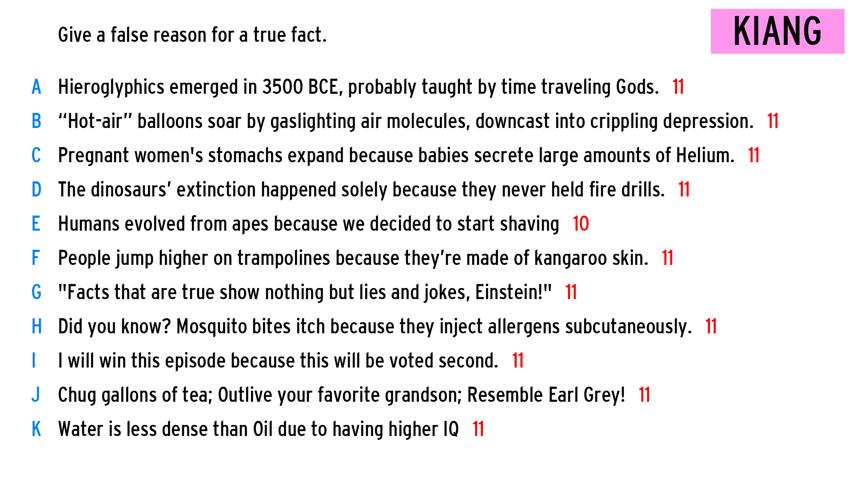 Give a false reason for a true fact.
KIANG
A Hieroglyphics emerged in 3500 BCE, probably taught by time traveling Gods. 11
B “Hot-air” balloons soar by gaslighting air molecules, downcast into crippling depression. 11
C Pregnant women's stomachs expand because babies secrete large amounts of Helium. 11
D The dinosaurs’ extinction happened solely because they never held fire drills. 11
E Humans evolved from apes because we decided to start shaving 10
F People jump higher on trampolines because they’re made of kangaroo skin. 11
G "Facts that are true show nothing but lies and jokes, Einstein!" 11
H Did you know? Mosquito bites itch because they inject allergens subcutaneously. 11
I I will win this episode because this will be voted second. 11
J Chug gallons of tea; Outlive your favorite grandson; Resemble Earl Grey! 11
K Water is less dense than Oil due to having higher IQ 11